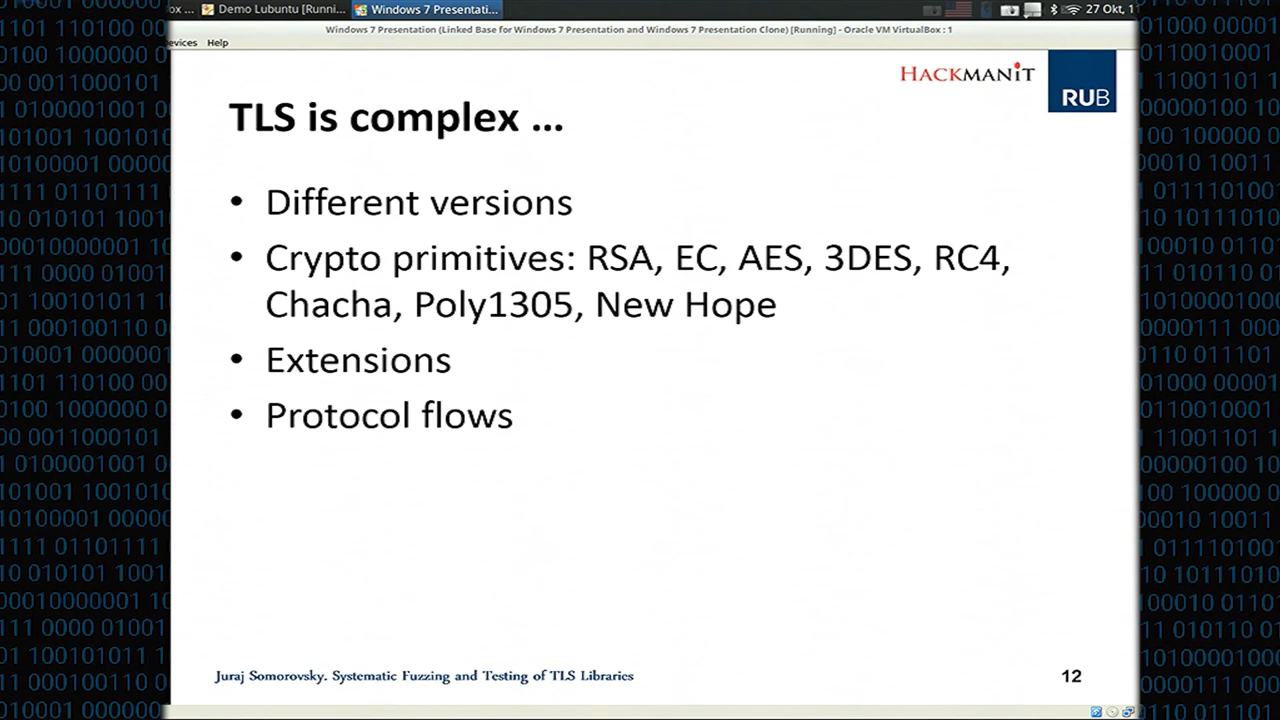 ox ...
Demo Lubuntu [Runni...
Windows 7 Presentati...
27 Okt, 1
Windows 7 Presentation (Linked Base for Windows 7 Presentation and Windows 7 Presentation Clone) [Running] - Oracle VM VirtualBox : 1
evices Help
HACKMANIT
RUB
TLS is complex ...
• Different versions
• Crypto primitives: RSA, EC, AES, 3DES, RC4,
Chacha, Poly1305, New Hope
• Extensions
• Protocol flows
Juraj Somorovsky. Systematic Fuzzing and Testing of TLS Libraries
12